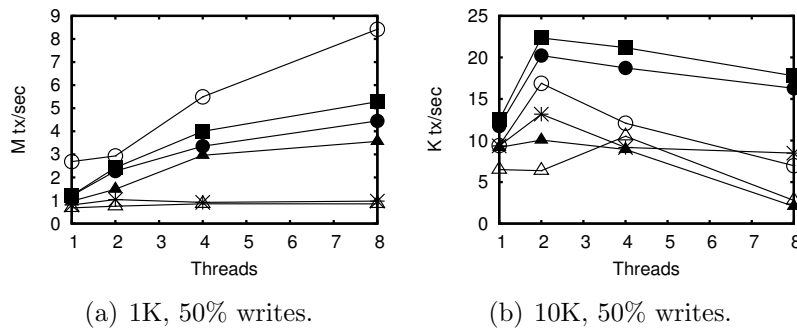 9
8
7
6
5
4
3
2
1
0
M tx/sec
1 2 3 4 5 6 7 8
Threads
(a) 1K, 50% writes.
25
20
15
10
5
0
K tx/sec
1 2 3 4 5 6 7 8
Threads
(b) 10K, 50% writes.